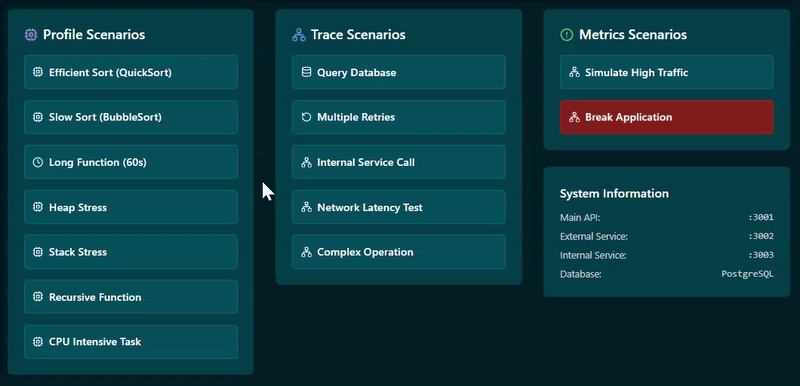 Profile Scenarios
Efficient Sort (QuickSort)
Slow Sort (BubbleSort)
Long Function (60s)
Heap Stress
Stack Stress
Recursive Function
CPU Intensive Task
Trace Scenarios
Query Database
Multiple Retries
Internal Service Call
Network Latency Test
Complex Operation
Metrics Scenarios
Simulate High Traffic
Break Application
System Information
Main API: :3001
External Service: :3002
Internal Service: :3003
Database: PostgreSQL